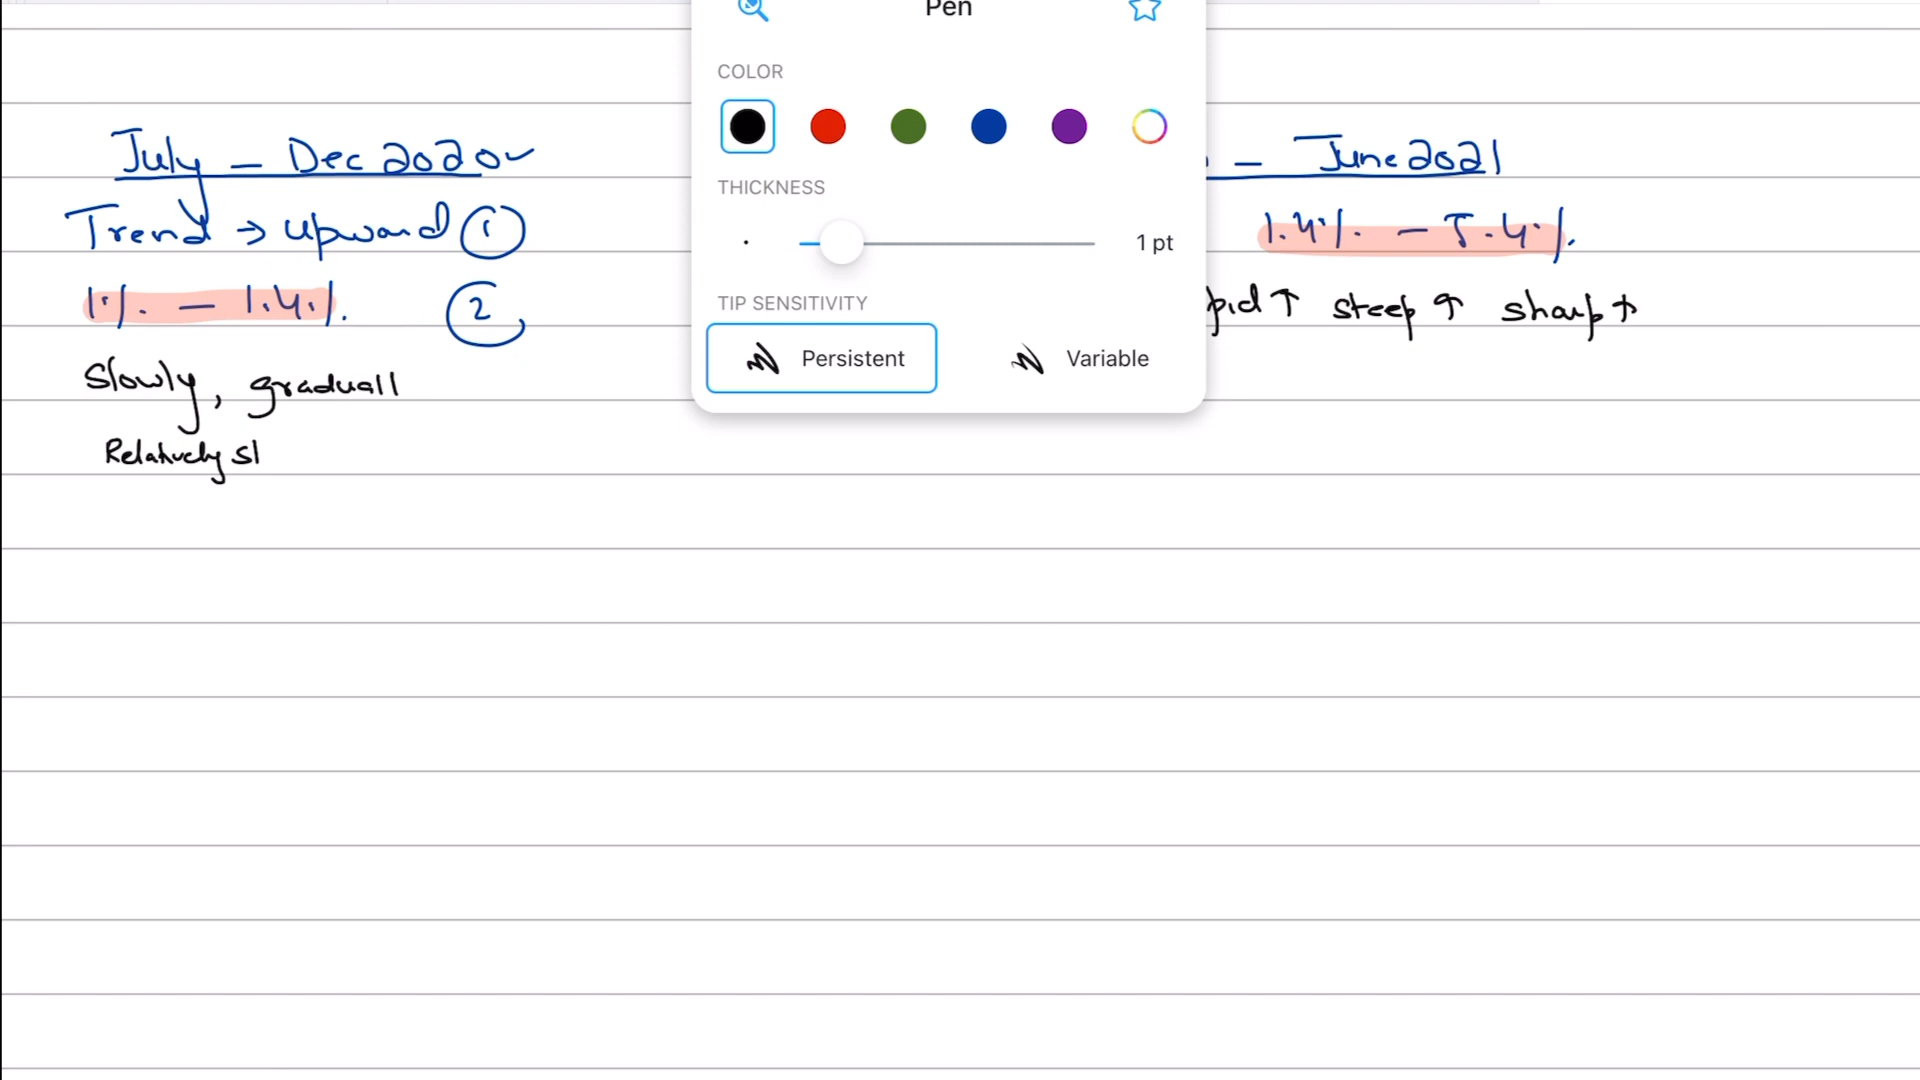 Pen
COLOR
THICKNESS
1 pt
TIP SENSITIVITY
Persistent Variable
July – Dec 2020
Trend → upward ①
1% – 1.4%. ②
Slowly, graduall
Relatively sl
– June 2021
1.4% – 5.4%.
pid ↑ steep ↑ sharp ↑